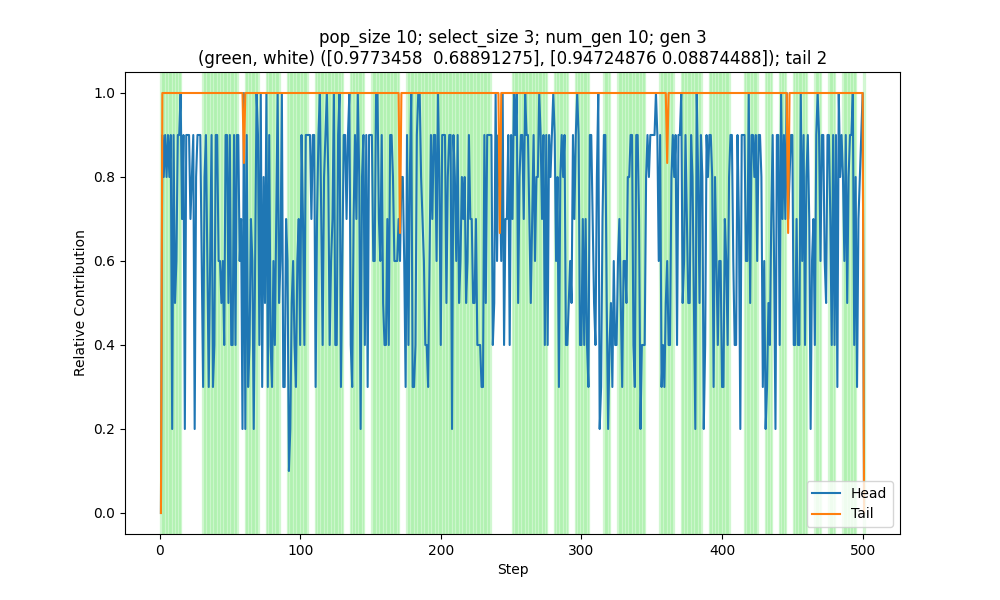 pop_size 10; select_size 3; num_gen 10; gen 3
(green, white) ([0.9773458  0.68891275], [0.94724876 0.08874488]); tail 2
Relative Contribution
1.0
0.8
0.6
0.4
0.2
0.0
0
100
200
300
400
500
Step
Head
Tail